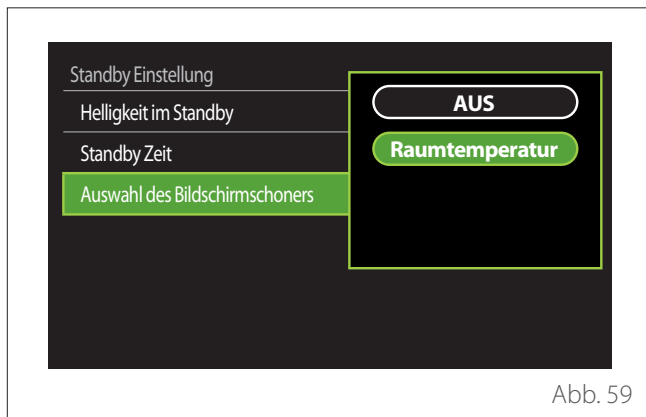 Standby Einstellung
Helligkeit im Standby
Standby Zeit
Auswahl des Bildschirmschoners
AUS
Raumtemperatur
Abb. 59